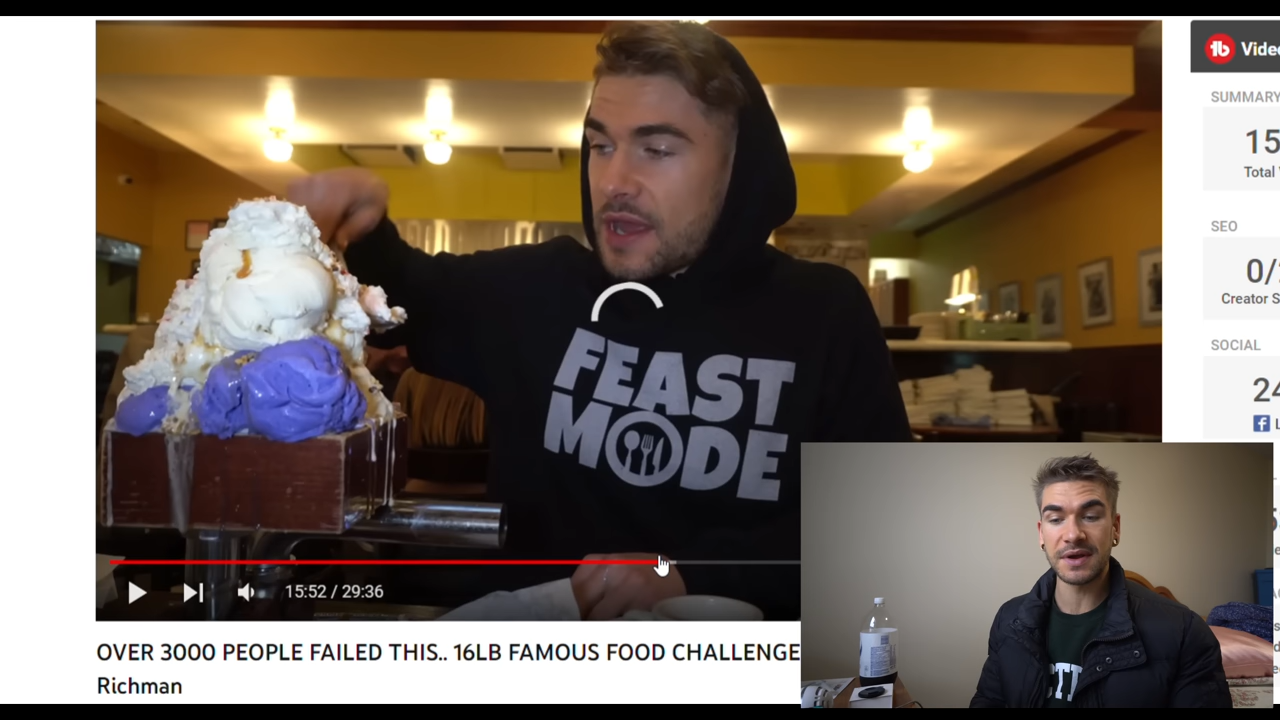 FEAST
MODE
15:52 / 29:36
OVER 3000 PEOPLE FAILED THIS.. 16LB FAMOUS FOOD CHALLENGE
Richman
SUMMARY
15
Total
SEO
0/
Creator S
SOCIAL
24